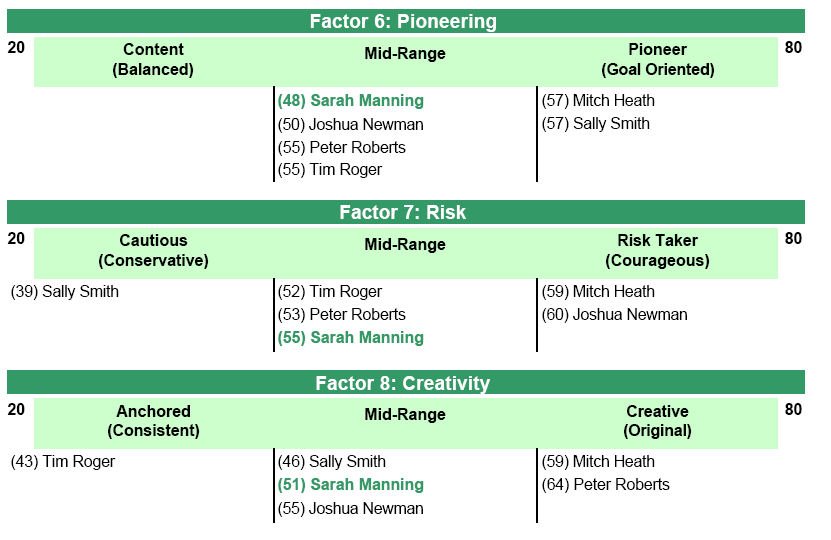 Factor 6: Pioneering
20 Content Mid-Range Pioneer 80
(Balanced) (Goal Oriented)
(48) Sarah Manning (57) Mitch Heath
(50) Joshua Newman (57) Sally Smith
(55) Peter Roberts
(55) Tim Roger
Factor 7: Risk
20 Cautious Mid-Range Risk Taker 80
(Conservative) (Courageous)
(39) Sally Smith (52) Tim Roger (59) Mitch Heath
(53) Peter Roberts (60) Joshua Newman
(55) Sarah Manning
Factor 8: Creativity
20 Anchored Mid-Range Creative 80
(Consistent) (Original)
(43) Tim Roger (46) Sally Smith (59) Mitch Heath
(51) Sarah Manning (64) Peter Roberts
(55) Joshua Newman